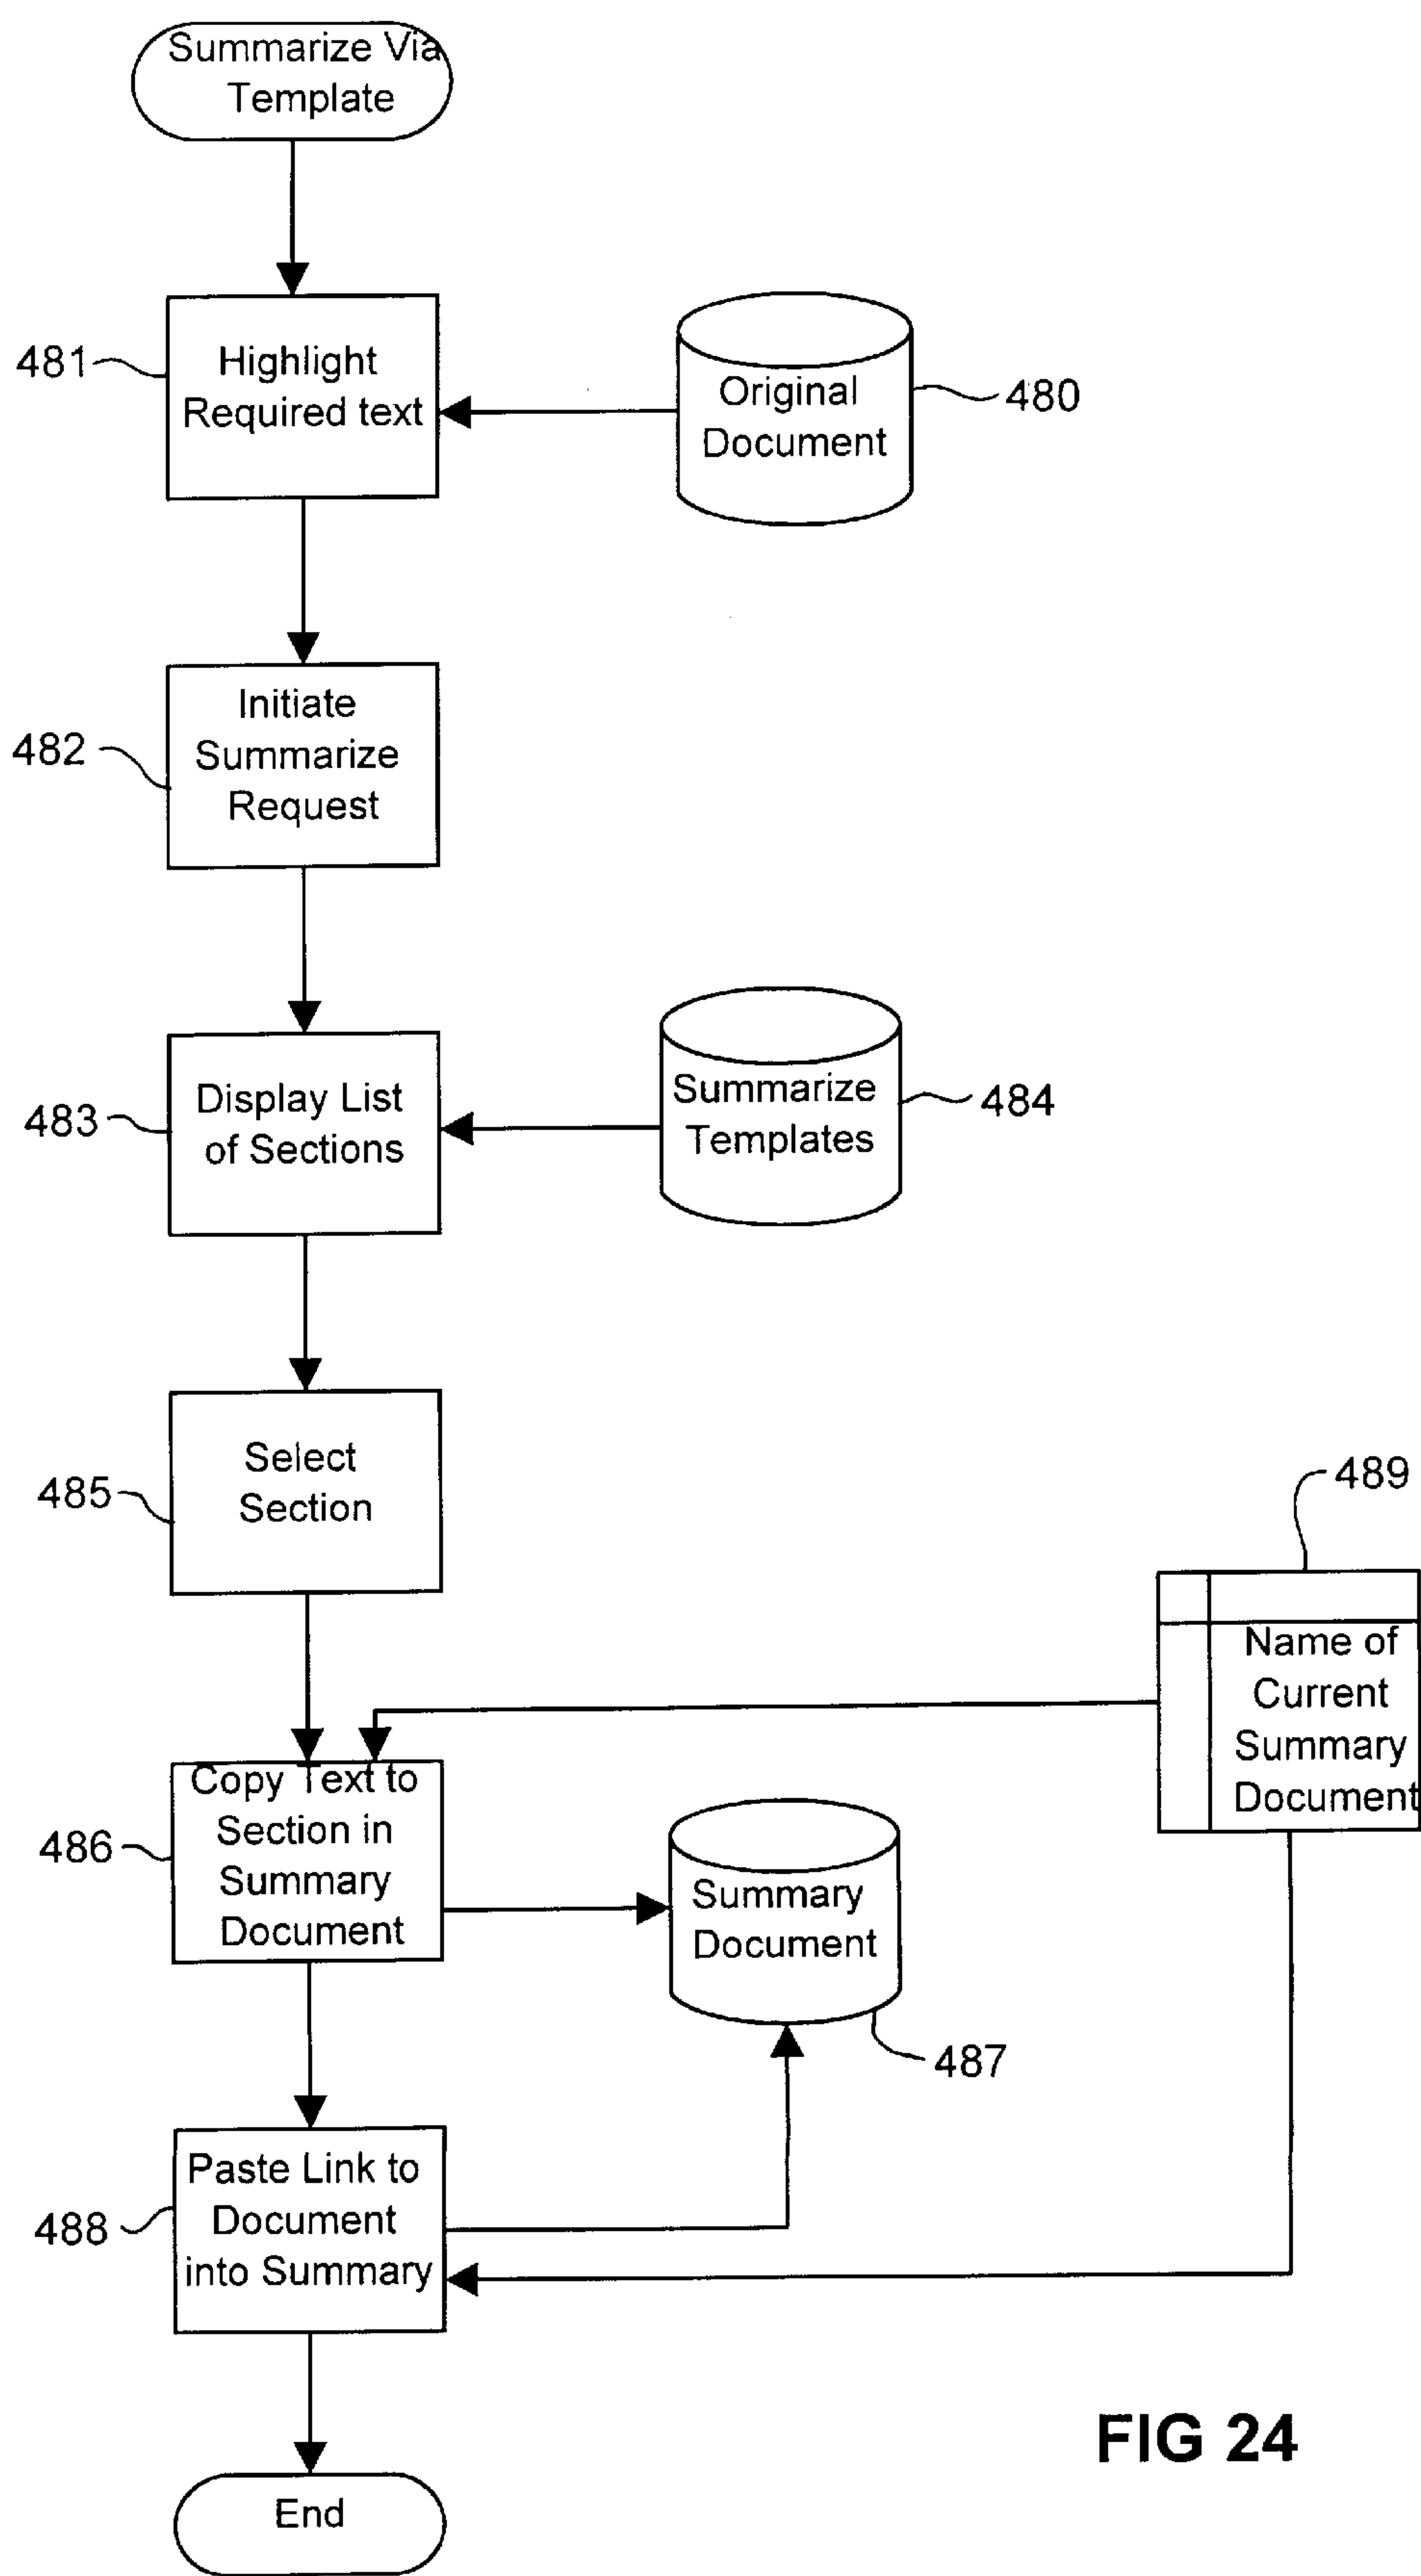 Summarize Via
Template
481
Highlight
Required text
Original
Document
480
482
Initiate
Summarize
Request
483
Display List
of Sections
Summarize
Templates
484
485
Select
Section
489
Name of
Current
Summary
Document
486
Copy Text to
Section in
Summary
Document
Summary
Document
487
488
Paste Link to
Document
into Summary
End
FIG 24